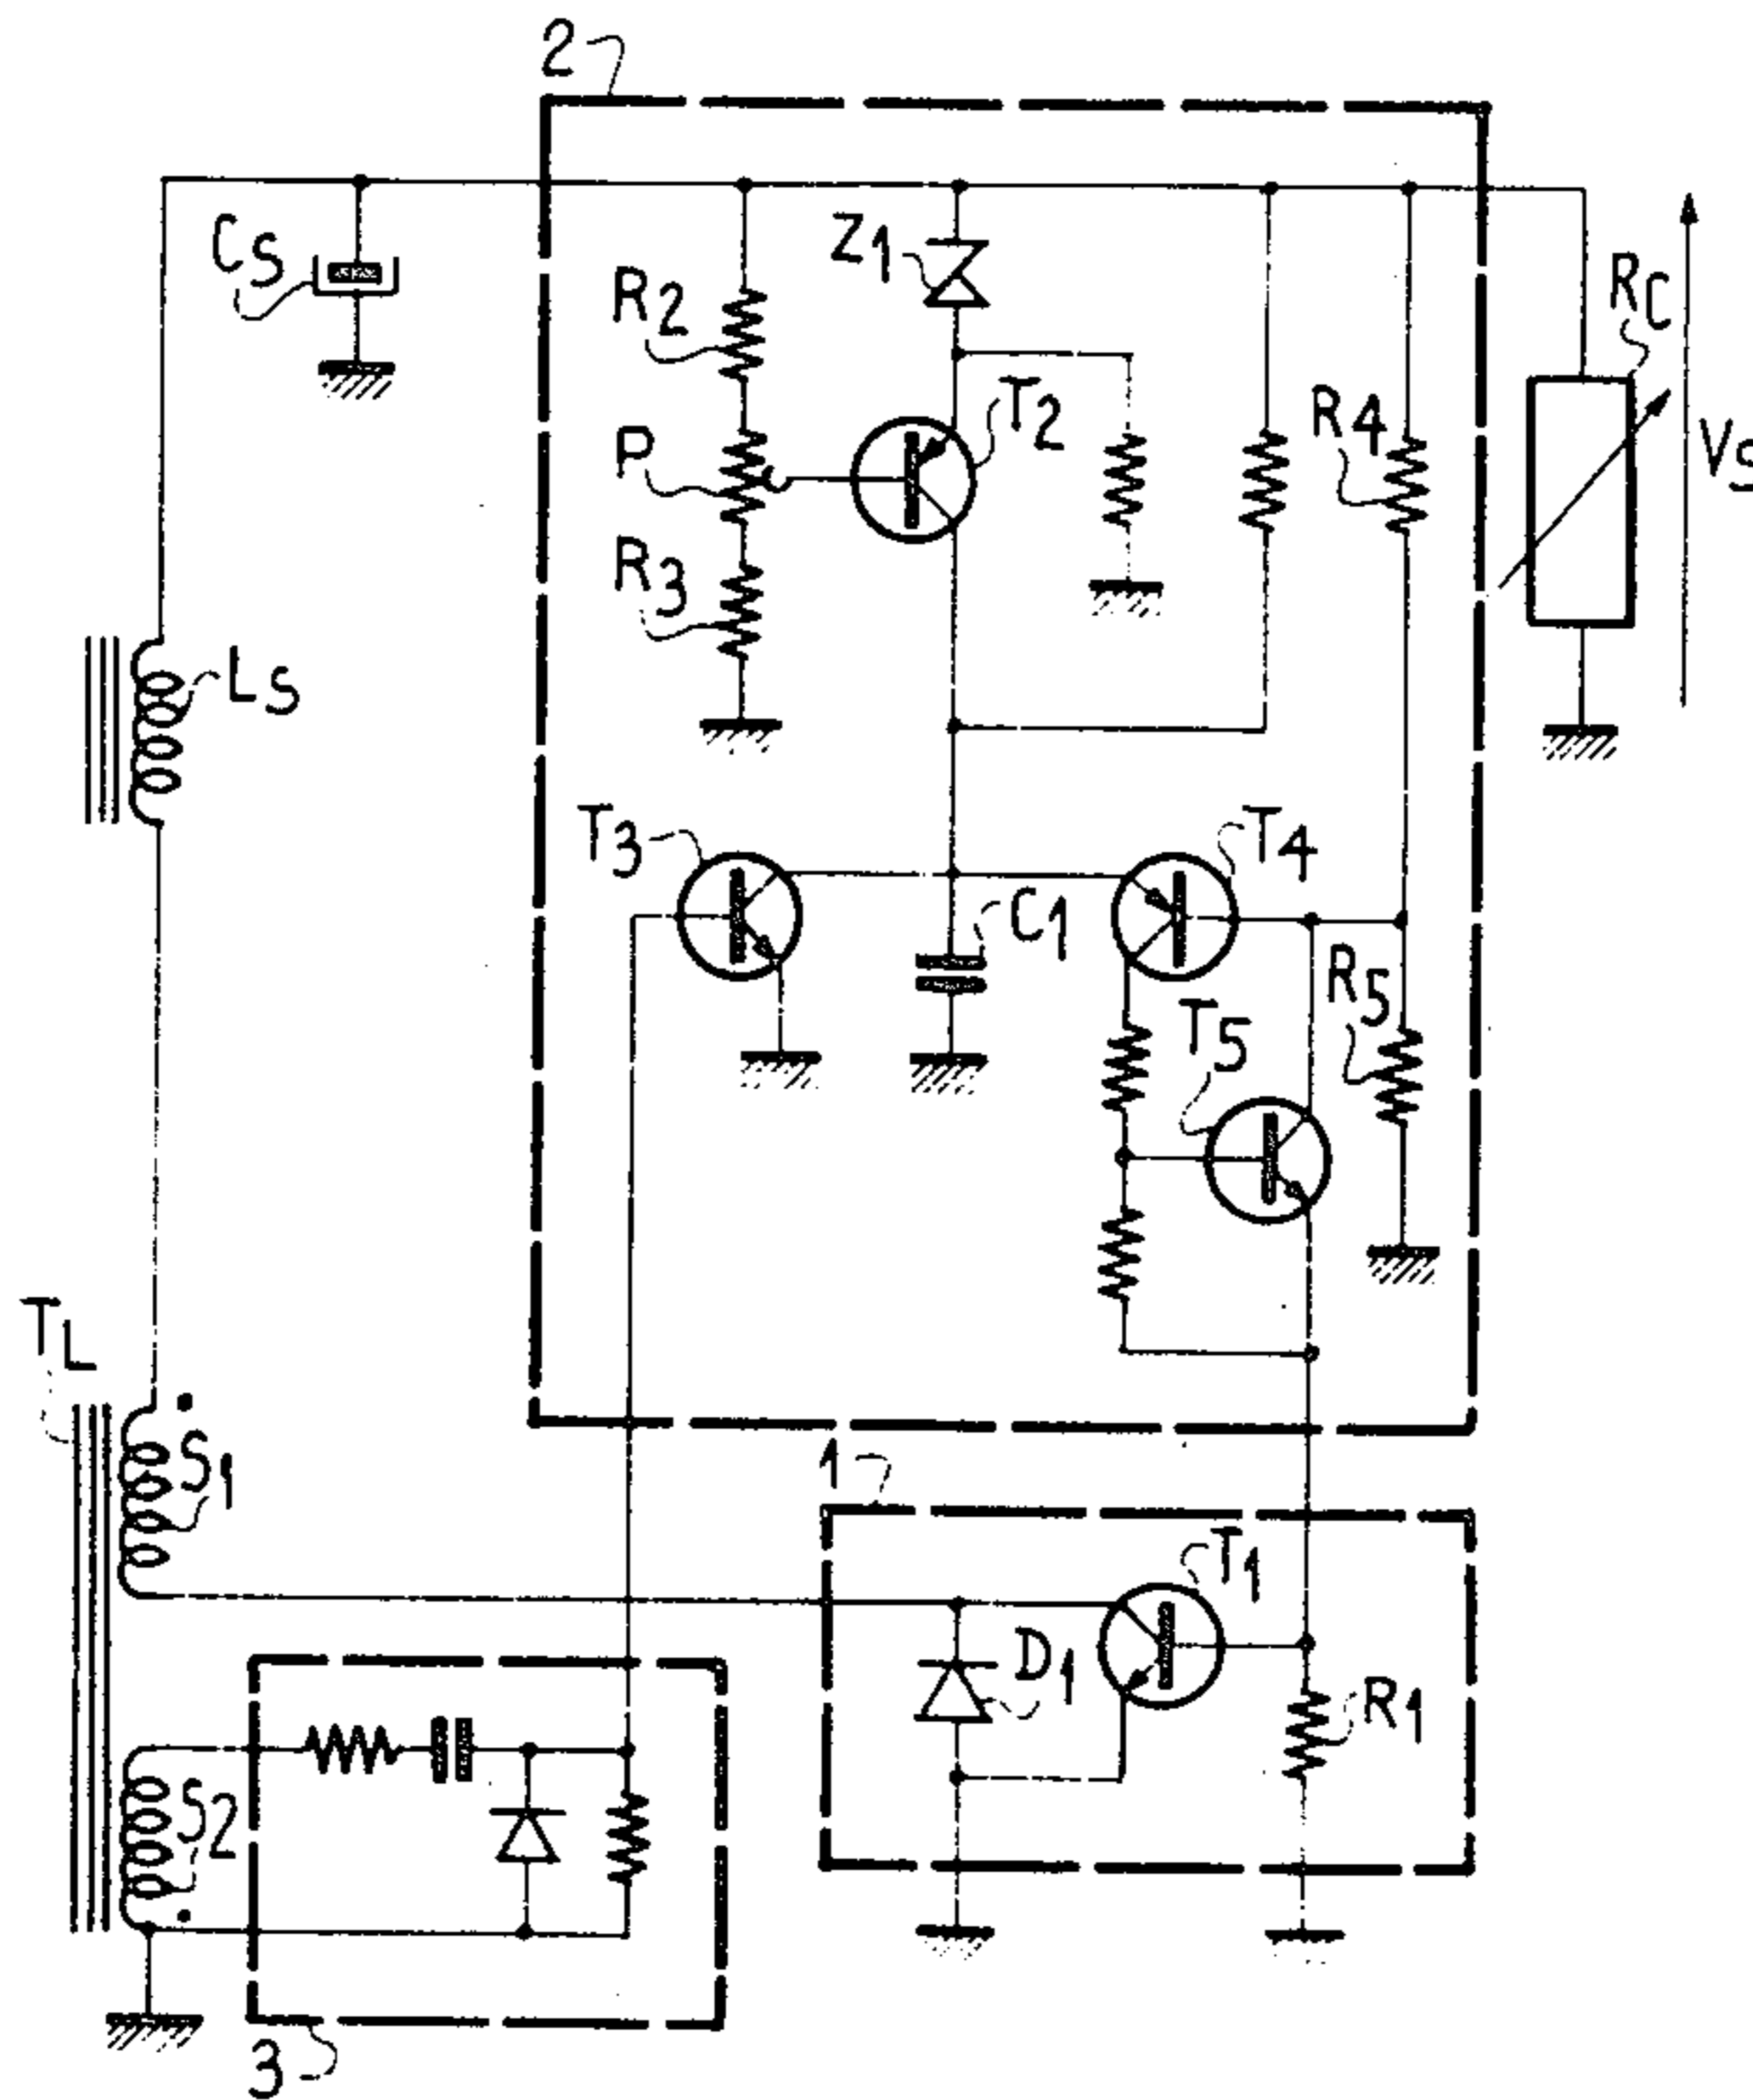 2
CS
Z1
RC
R2
T2
R4
VS
P
R3
LS
T3
T4
C1
R5
T5
TL
S1
1
T1
D1
R1
S2
3